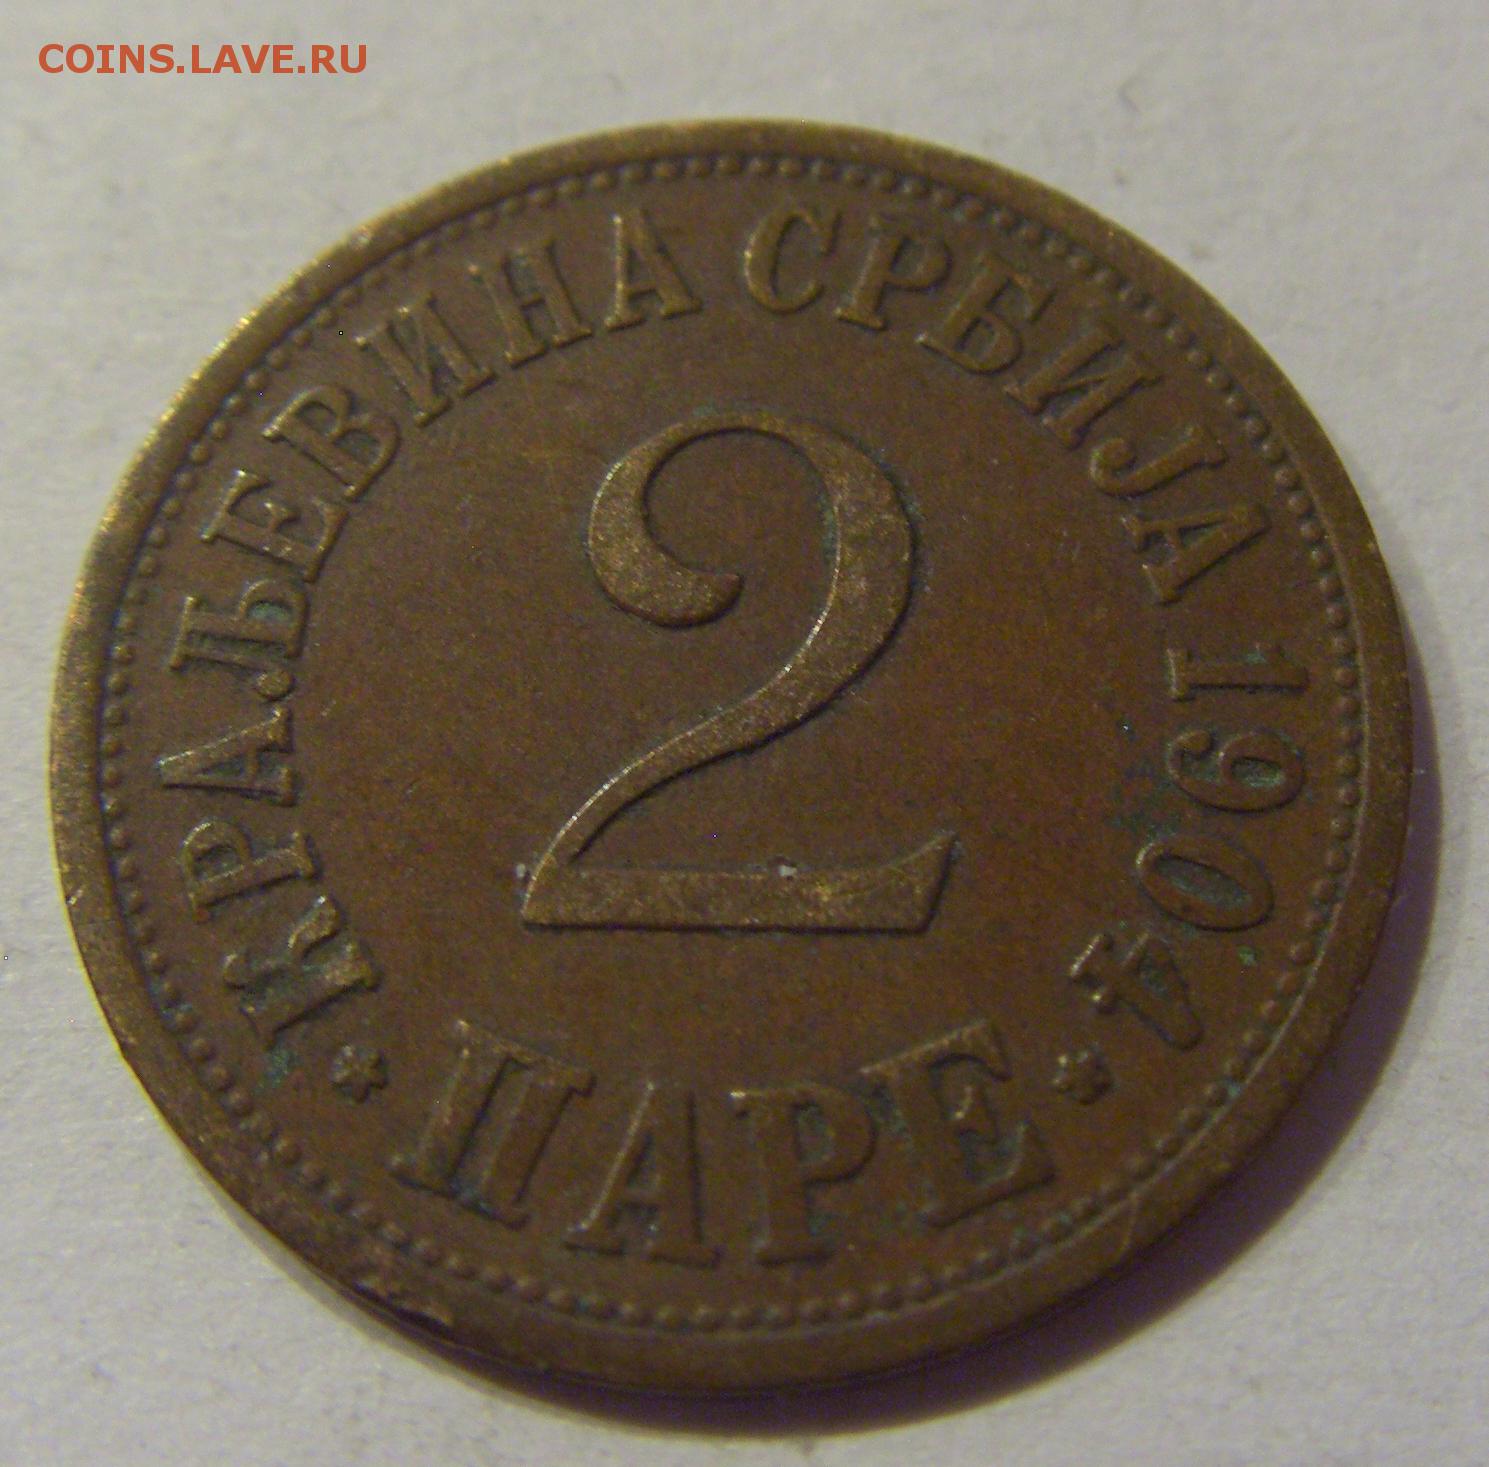 COINS.LAVE.RU
КРАЉЕВИНА СРБИЈА 1904
2
ПАРЕ